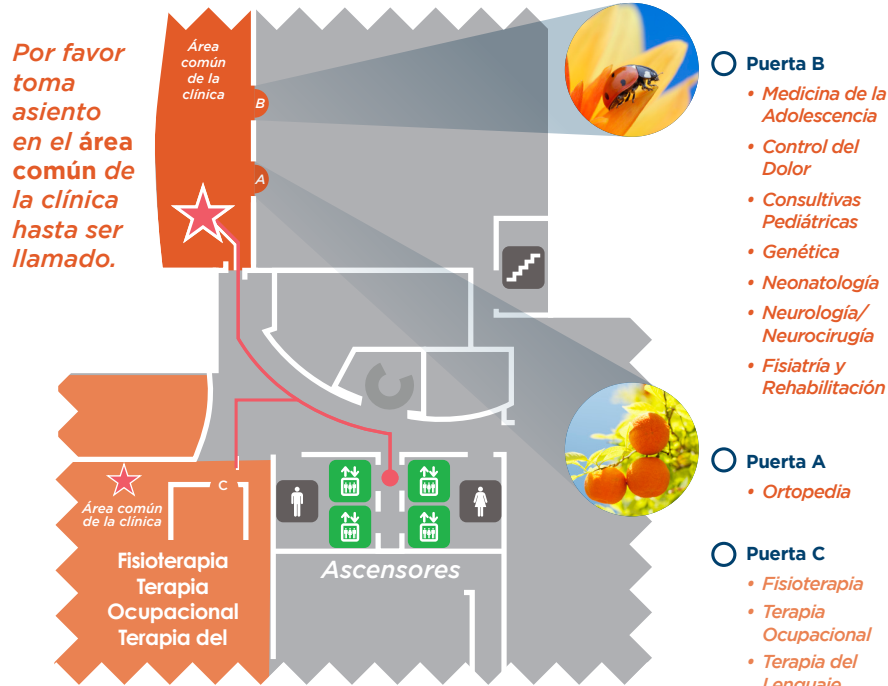 Por favor
toma
asiento
en el área
común de
la clínica
hasta ser
llamado.
Área
común
de la
clínica
B
A
Área común
de la clínica
C
Fisioterapia
Terapia
Ocupacional
Terapia del
Ascensores
Puerta B
• Medicina de la
Adolescencia
• Control del
Dolor
• Consultivas
Pediátricas
• Genética
• Neonatología
• Neurología/
Neurocirugía
• Fisiatría y
Rehabilitación
Puerta A
• Ortopedia
Puerta C
• Fisioterapia
• Terapia
Ocupacional
• Terapia del
Lenguaje